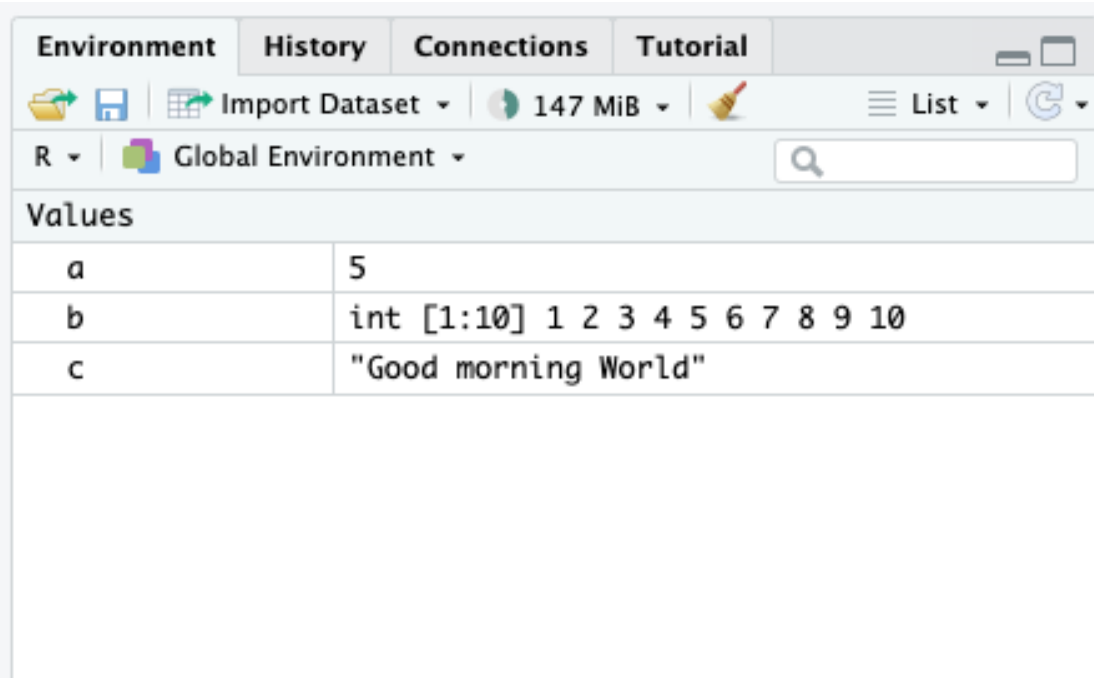 Environment History Connections Tutorial
Import Dataset 147 MiB List
R Global Environment
Values
a 5
b int [1:10] 1 2 3 4 5 6 7 8 9 10
c "Good morning World"